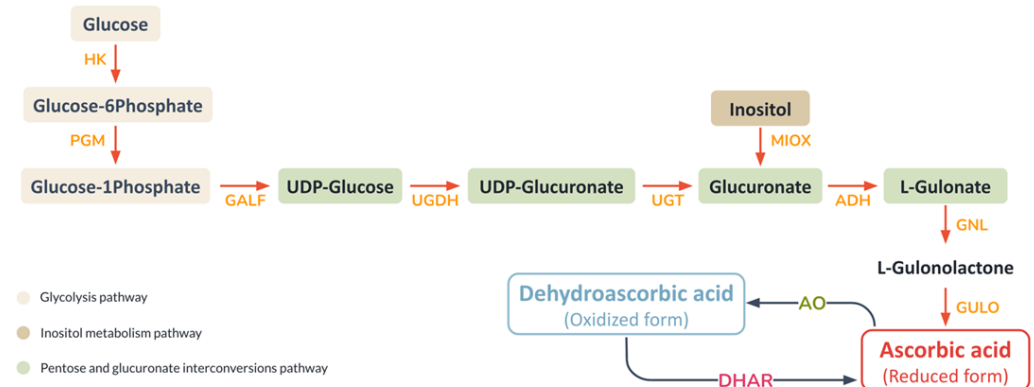 Glucose
HK
Glucose-6Phosphate
Inositol
PGM
MIOX
Glucose-1Phosphate
UDP-Glucose
UDP-Glucuronate
Glucuronate
L-Gulonate
GALF
UGDH
UGT
ADH
GNL
L-Gulonolactone
Glycolysis pathway
Dehydroascorbic acid
(Oxidized form)
AO
GULO
Inositol metabolism pathway
Ascorbic acid
(Reduced form)
Pentose and glucuronate interconversions pathway
DHAR